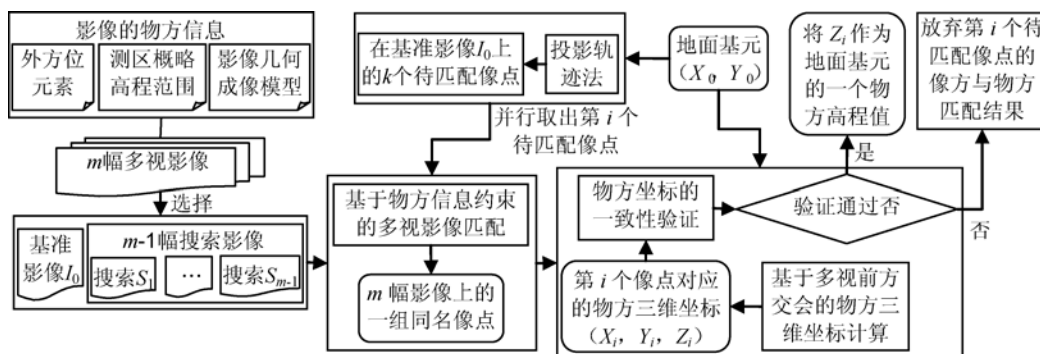 影像的物方信息
外方位
元素
测区概略
高程范围
影像几何
成像模型
m幅多视影像
选择
基准
影像I₀
m-1幅搜索影像
搜索S₁
…
搜索Sₘ₋₁
在基准影像I₀上
的k个待匹配像点
投影轨
迹法
地面基元
（X₀，Y₀）
并行取出第 i 个
待匹配像点
基于物方信息约束
的多视影像匹配
m 幅影像上的
一组同名像点
将 Zᵢ 作为
地面基元
的一个物
方高程值
放弃第 i 个待
匹配像点的
像方与物方
匹配结果
是
否
物方坐标的
一致性验证
验证通过否
第 i 个像点对应
的物方三维坐标
（Xᵢ，Yᵢ，Zᵢ）
基于多视前方
交会的物方三
维坐标计算